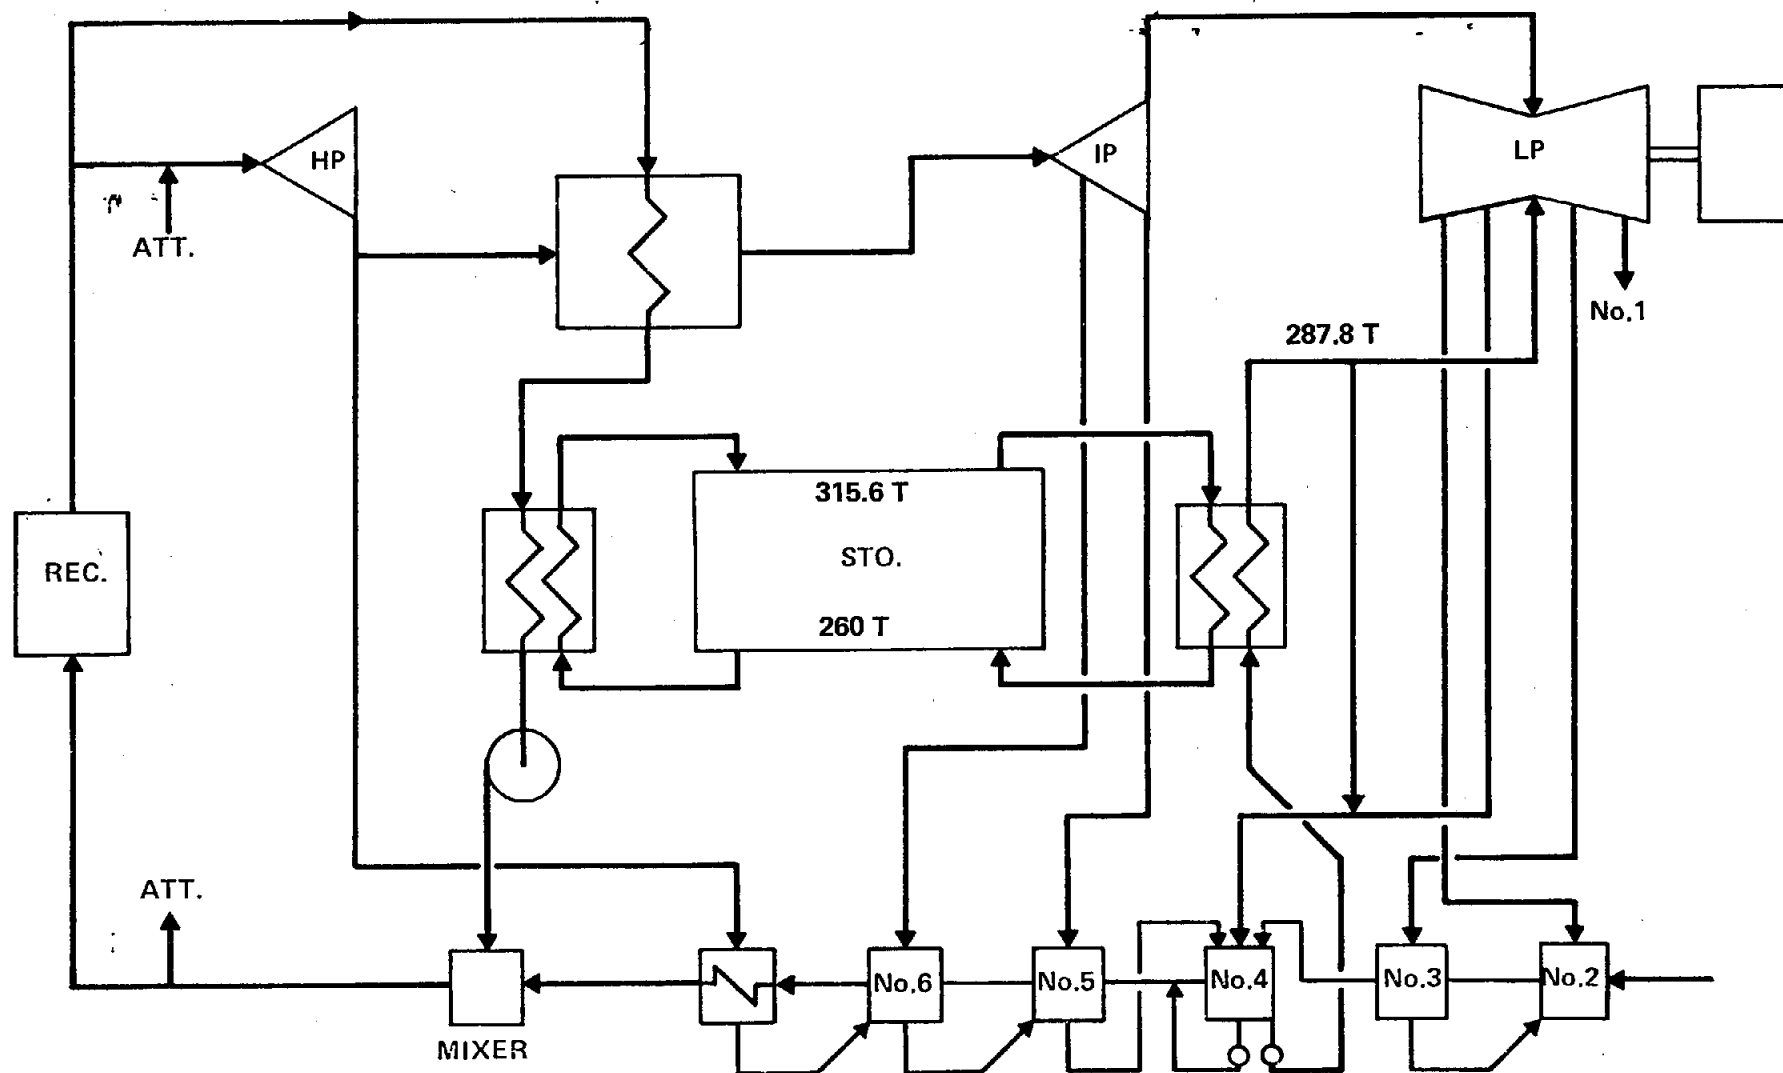 HP
IP
LP
ATT.
No.1
287.8 T
315.6 T
STO.
REC.
260 T
ATT.
No.6
No.5
No.4
No.3
No.2
MIXER